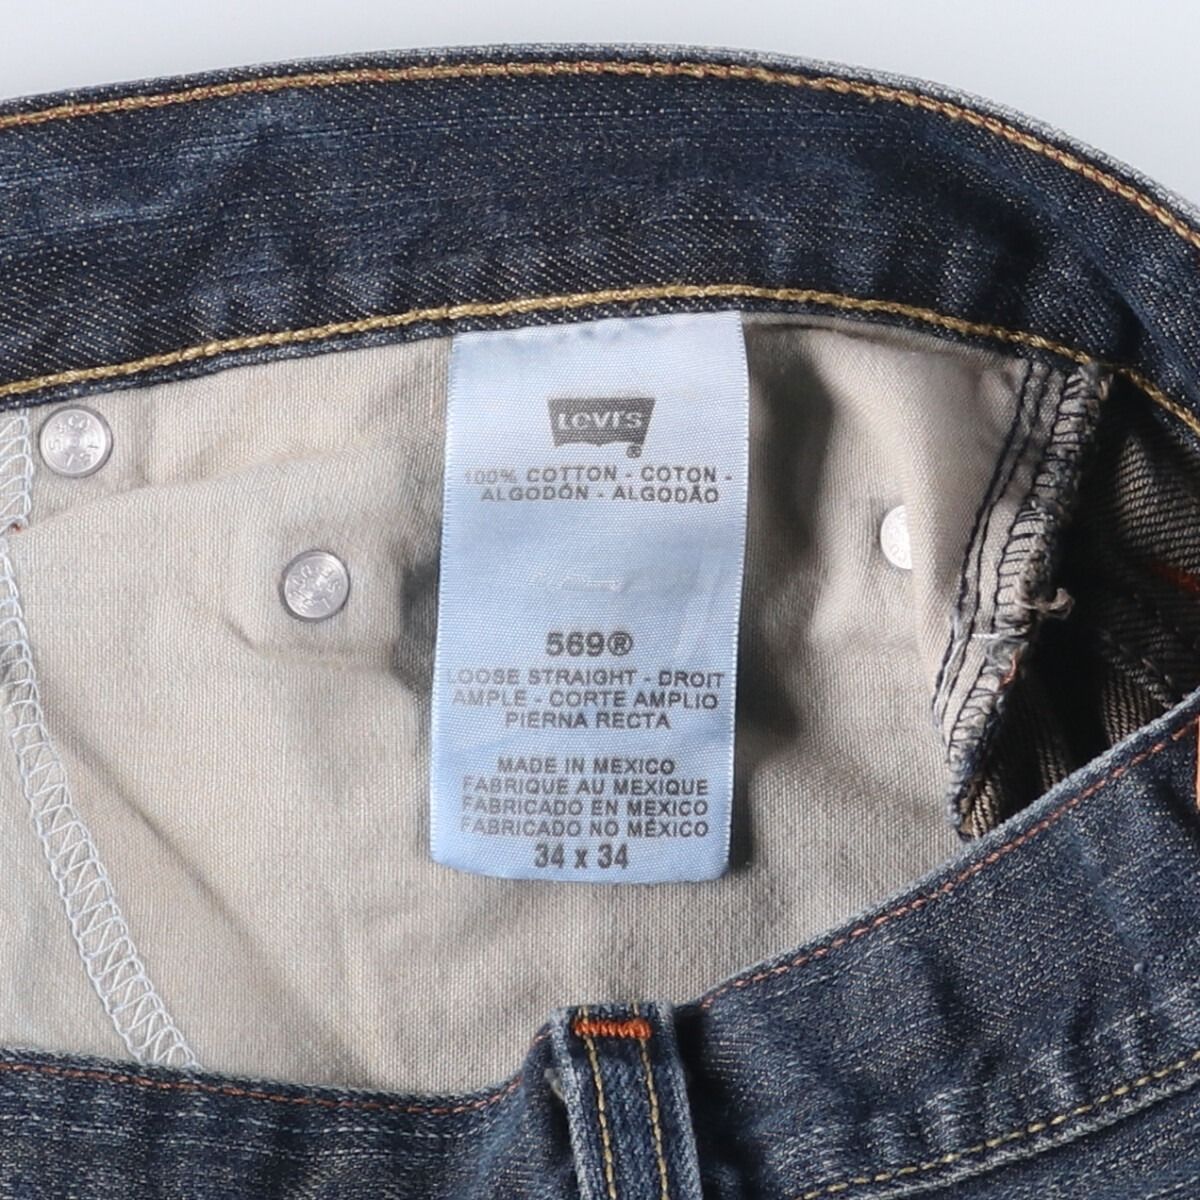 LEVI'S®
100% COTTON - COTON -
ALGODÓN - ALGODÃO
569®
LOOSE STRAIGHT - DROIT
AMPLE - CORTE AMPLIO
PIERNA RECTA
MADE IN MEXICO
FABRIQUE AU MEXIQUE
FABRICADO EN MEXICO
FABRICADO NO MÉXICO
34 x 34